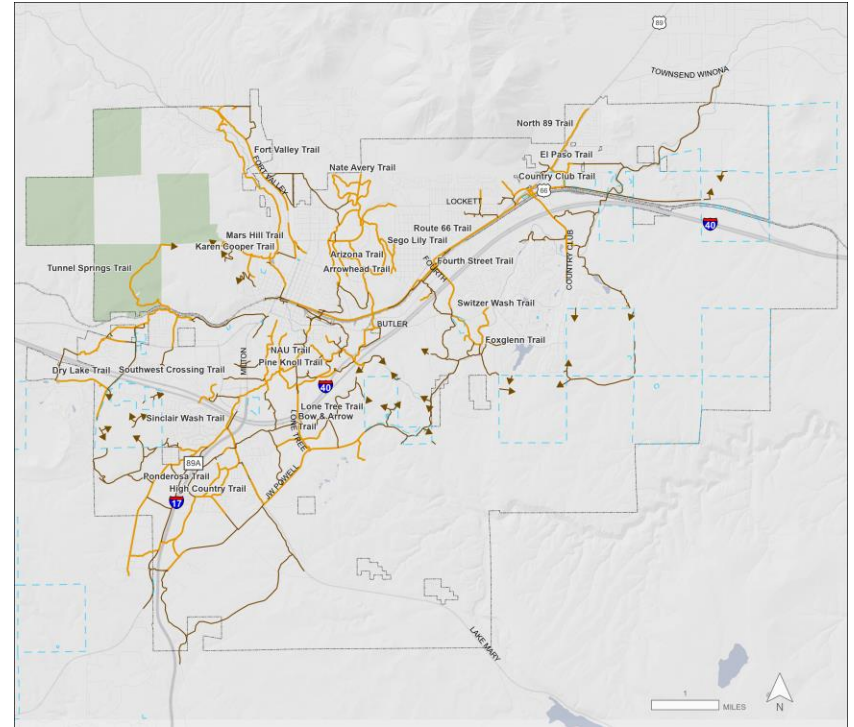 89
TOWNSEND WINONA
North 89 Trail
Fort Valley Trail
El Paso Trail
FORT VALLEY
Nate Avery Trail
Country Club Trail
66
LOCKETT
Route 66 Trail
40
Mars Hill Trail
Sego Lily Trail
Karen Cooper Trail
Arizona Trail
Fourth Street Trail
COUNTRY CLUB
Tunnel Springs Trail
Arrowhead Trail
FOURTH
Switzer Wash Trail
BUTLER
Foxglenn Trail
NAU Trail
MILTON
Pine Knoll Trail
Dry Lake Trail
Southwest Crossing Trail
40
Lone Tree Trail
Sinclair Wash Trail
Bow & Arrow
Trail
LONE TREE
89A
Ponderosa Trail
JW POWELL
High Country Trail
17
LAKE MARY
1
MILES
N